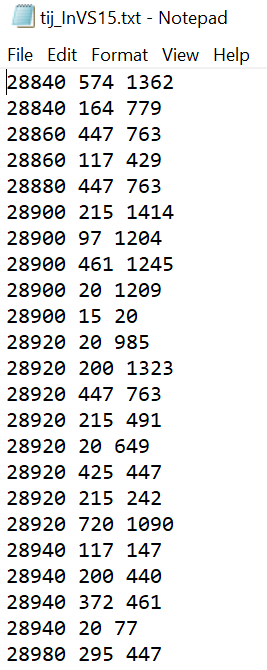 tij_InVS15.txt - Notepad
File Edit Format View Help
28840 574 1362
28840 164 779
28860 447 763
28860 117 429
28880 447 763
28900 215 1414
28900 97 1204
28900 461 1245
28900 20 1209
28900 15 20
28920 20 985
28920 200 1323
28920 447 763
28920 215 491
28920 20 649
28920 425 447
28920 215 242
28920 720 1090
28940 117 147
28940 200 440
28940 372 461
28940 20 77
28980 295 447